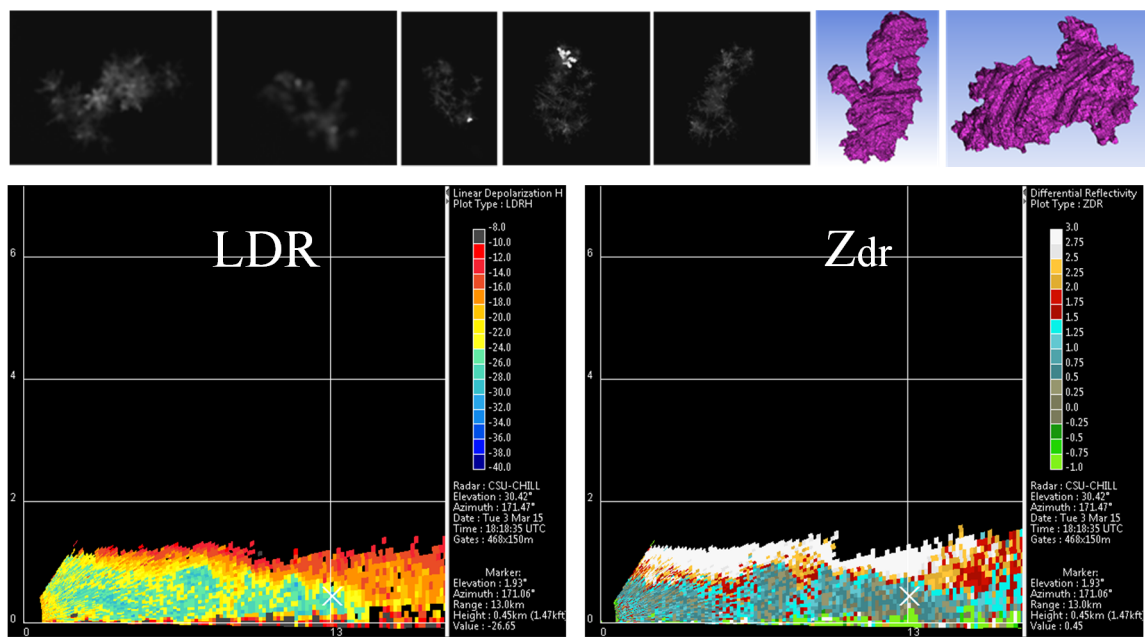 LDR
6
4
2
0
0
13
Linear Depolarization H
Plot Type : LDRH
-8.0
-10.0
-12.0
-14.0
-16.0
-18.0
-20.0
-22.0
-24.0
-26.0
-28.0
-30.0
-32.0
-34.0
-36.0
-38.0
-40.0
Radar : CSU-CHILL
Elevation : 30.42°
Azimuth : 171.47°
Date : Tue 3 Mar 15
Time : 18:18:35 UTC
Gates : 468x150m
Marker:
Elevation : 1.93°
Azimuth : 171.06°
Range : 13.0km
Height : 0.45km (1.47kft)
Value : -26.65
Zdr
6
4
2
0
0
13
Differential Reflectivity
Plot Type : ZDR
3.0
2.75
2.5
2.25
2.0
1.75
1.5
1.25
1.0
0.75
0.5
0.25
0.0
-0.25
-0.5
-0.75
-1.0
Radar : CSU-CHILL
Elevation : 30.42°
Azimuth : 171.47°
Date : Tue 3 Mar 15
Time : 18:18:35 UTC
Gates : 468x150m
Marker:
Elevation : 1.93°
Azimuth : 171.06°
Range : 13.0km
Height : 0.45km (1.47kft)
Value : 0.45